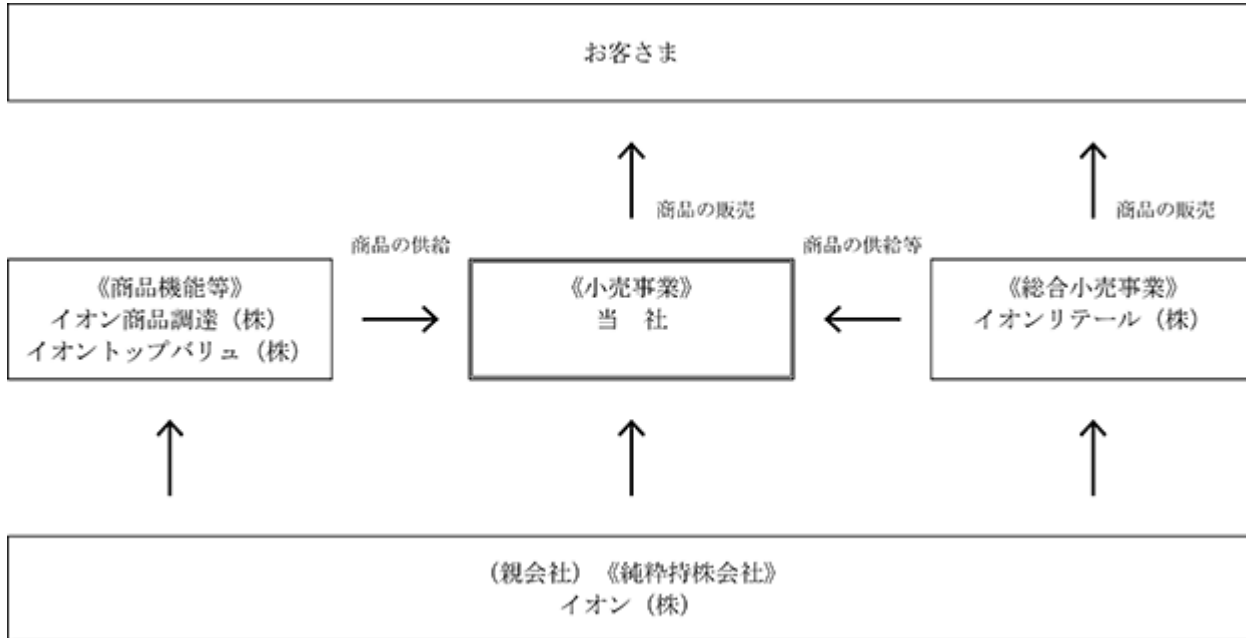 お客さま
商品の販売
商品の販売
商品の供給
商品の供給等
《商品機能等》
イオン商品調達（株）
イオントップバリュ（株）
《小売事業》
当　社
《総合小売事業》
イオンリテール（株）
（親会社）《純粋持株会社》
イオン（株）